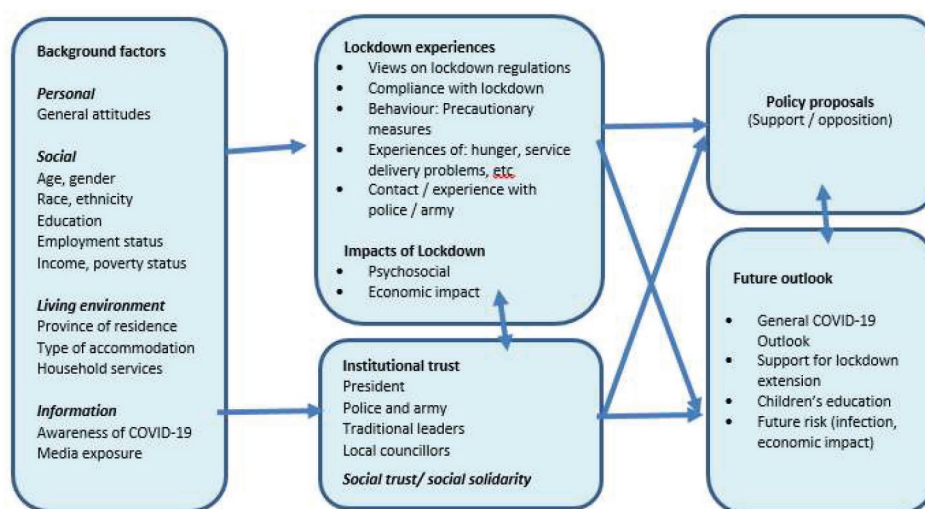 Background factors
Personal
General attitudes
Social
Age, gender
Race, ethnicity
Education
Employment status
Income, poverty status
Living environment
Province of residence
Type of accommodation
Household services
Information
Awareness of COVID-19
Media exposure
Lockdown experiences
• Views on lockdown regulations
• Compliance with lockdown
• Behaviour: Precautionary
measures
• Experiences of: hunger, service
delivery problems, etc
• Contact / experience with
police / army
Impacts of Lockdown
• Psychosocial
• Economic impact
Institutional trust
President
Police and army
Traditional leaders
Local councillors
Social trust/ social solidarity
Policy proposals
(Support / opposition)
Future outlook
• General COVID-19
Outlook
• Support for lockdown
extension
• Children’s education
• Future risk (infection,
economic impact)